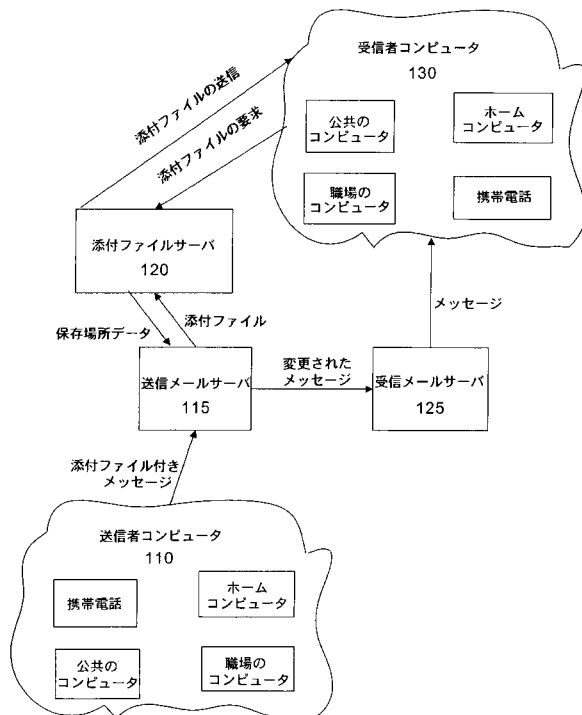 受信者コンピュータ
130
公共の
コンピュータ
ホーム
コンピュータ
職場の
コンピュータ
携帯電話
添付ファイルの送信
添付ファイルの要求
添付ファイルサーバ
120
保存場所データ
添付ファイル
メッセージ
送信メールサーバ
115
変更された
メッセージ
受信メールサーバ
125
添付ファイル付き
メッセージ
送信者コンピュータ
110
携帯電話
ホーム
コンピュータ
公共の
コンピュータ
職場の
コンピュータ